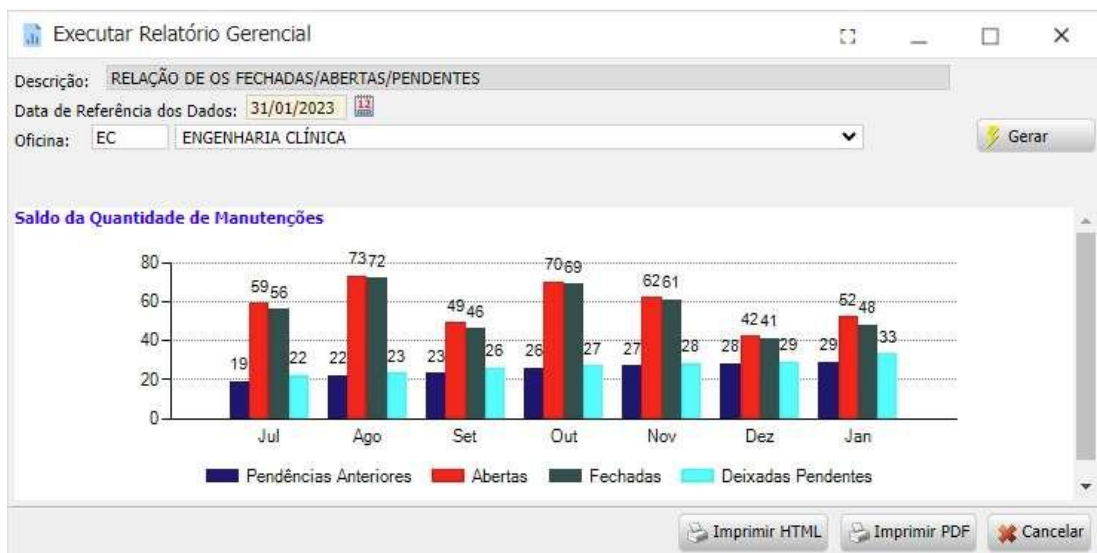 Executar Relatório Gerencial
Descrição: RELAÇÃO DE OS FECHADAS/ABERTAS/PENDENTES
Data de Referência dos Dados: 31/01/2023 12
Oficina: EC ENGENHARIA CLÍNICA Gerar
Saldo da Quantidade de Manutenções
80
60
40
20
0
19 59 56 22
22 73 72 23
23 49 46 26
26 70 69 27
27 62 61 28
28 42 41 29
29 52 48 33
Jul Ago Set Out Nov Dez Jan
Pendências Anteriores Abertas Fechadas Deixadas Pendentes
Imprimir HTML Imprimir PDF Cancelar